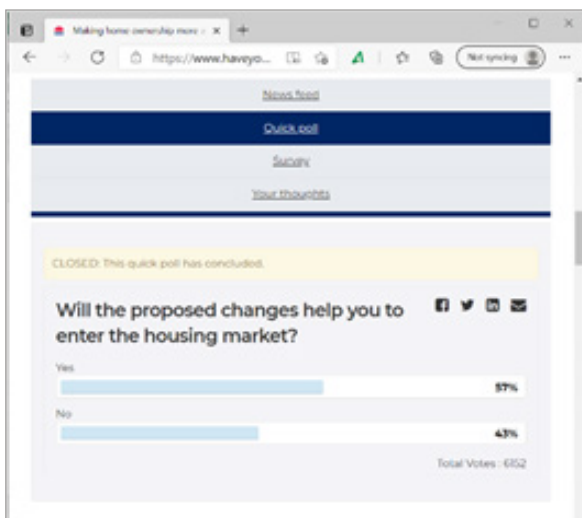 Making home ownership more
https://www.haveyo...
Not syncing
News feed
Quick poll
Survey
Your thoughts
CLOSED: This quick poll has concluded.
Will the proposed changes help you to
enter the housing market?
Yes
57%
No
43%
Total Votes : 6152